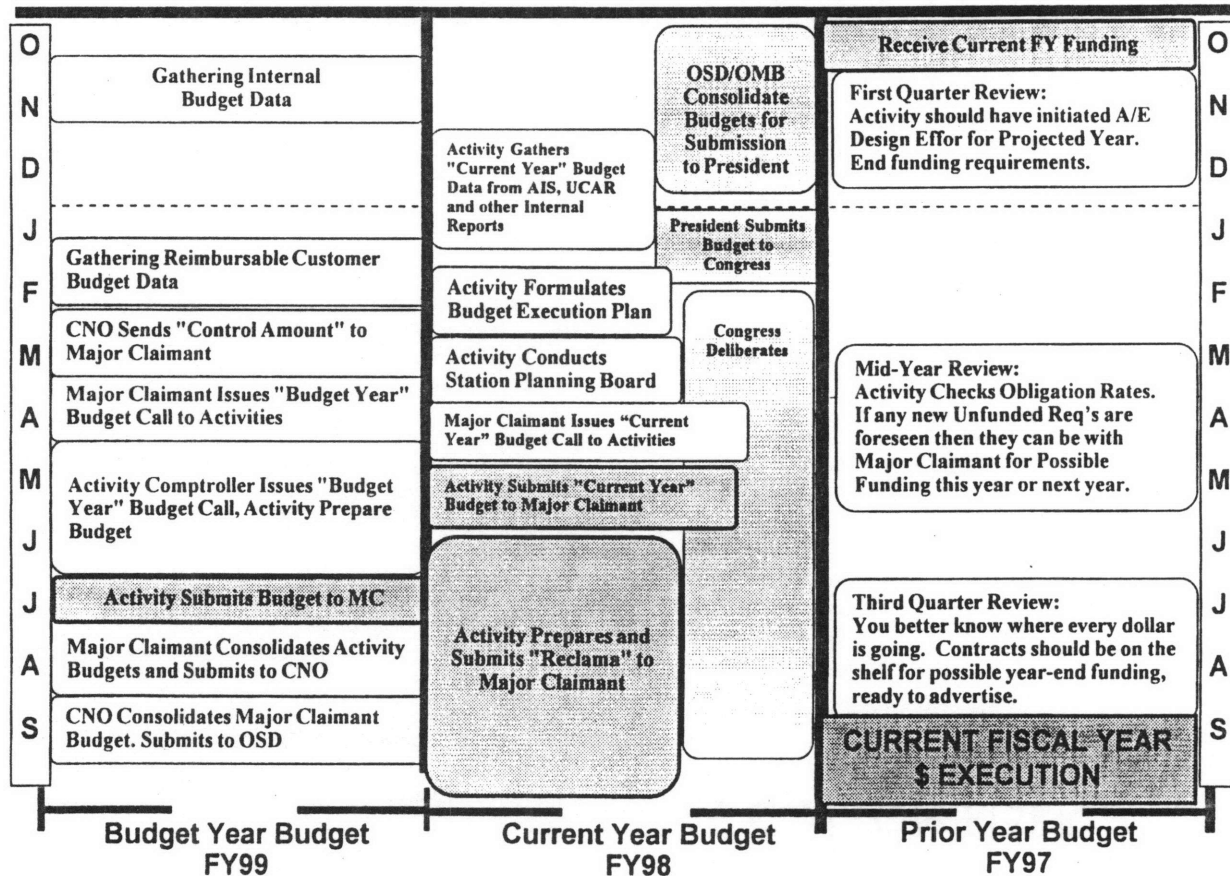 O
N
D
J
F
M
A
M
J
J
A
S
Gathering Internal
Budget Data
Gathering Reimbursable Customer
Budget Data
CNO Sends "Control Amount" to
Major Claimant
Major Claimant Issues "Budget Year"
Budget Call to Activities
Activity Comptroller Issues "Budget
Year" Budget Call, Activity Prepare
Budget
Activity Submits Budget to MC
Major Claimant Consolidates Activity
Budgets and Submits to CNO
CNO Consolidates Major Claimant
Budget. Submits to OSD
Budget Year Budget
FY99
Activity Gathers
"Current Year" Budget
Data from AIS, UCAR
and other Internal
Reports
Activity Formulates
Budget Execution Plan
Activity Conducts
Station Planning Board
Major Claimant Issues "Current
Year" Budget Call to Activities
Activity Submits "Current Year"
Budget to Major Claimant
Activity Prepares and
Submits "Reclama" to
Major Claimant
OSD/OMB
Consolidate
Budgets for
Submission
to President
President Submits
Budget to
Congress
Congress
Deliberates
Current Year Budget
FY98
Receive Current FY Funding
First Quarter Review:
Activity should have initiated A/E
Design Effor for Projected Year.
End funding requirements.
Mid-Year Review:
Activity Checks Obligation Rates.
If any new Unfunded Req's are
foreseen then they can be with
Major Claimant for Possible
Funding this year or next year.
Third Quarter Review:
You better know where every dollar
is going. Contracts should be on the
shelf for possible year-end funding,
ready to advertise.
CURRENT FISCAL YEAR
$ EXECUTION
Prior Year Budget
FY97
O
N
D
J
F
M
A
M
J
J
A
S